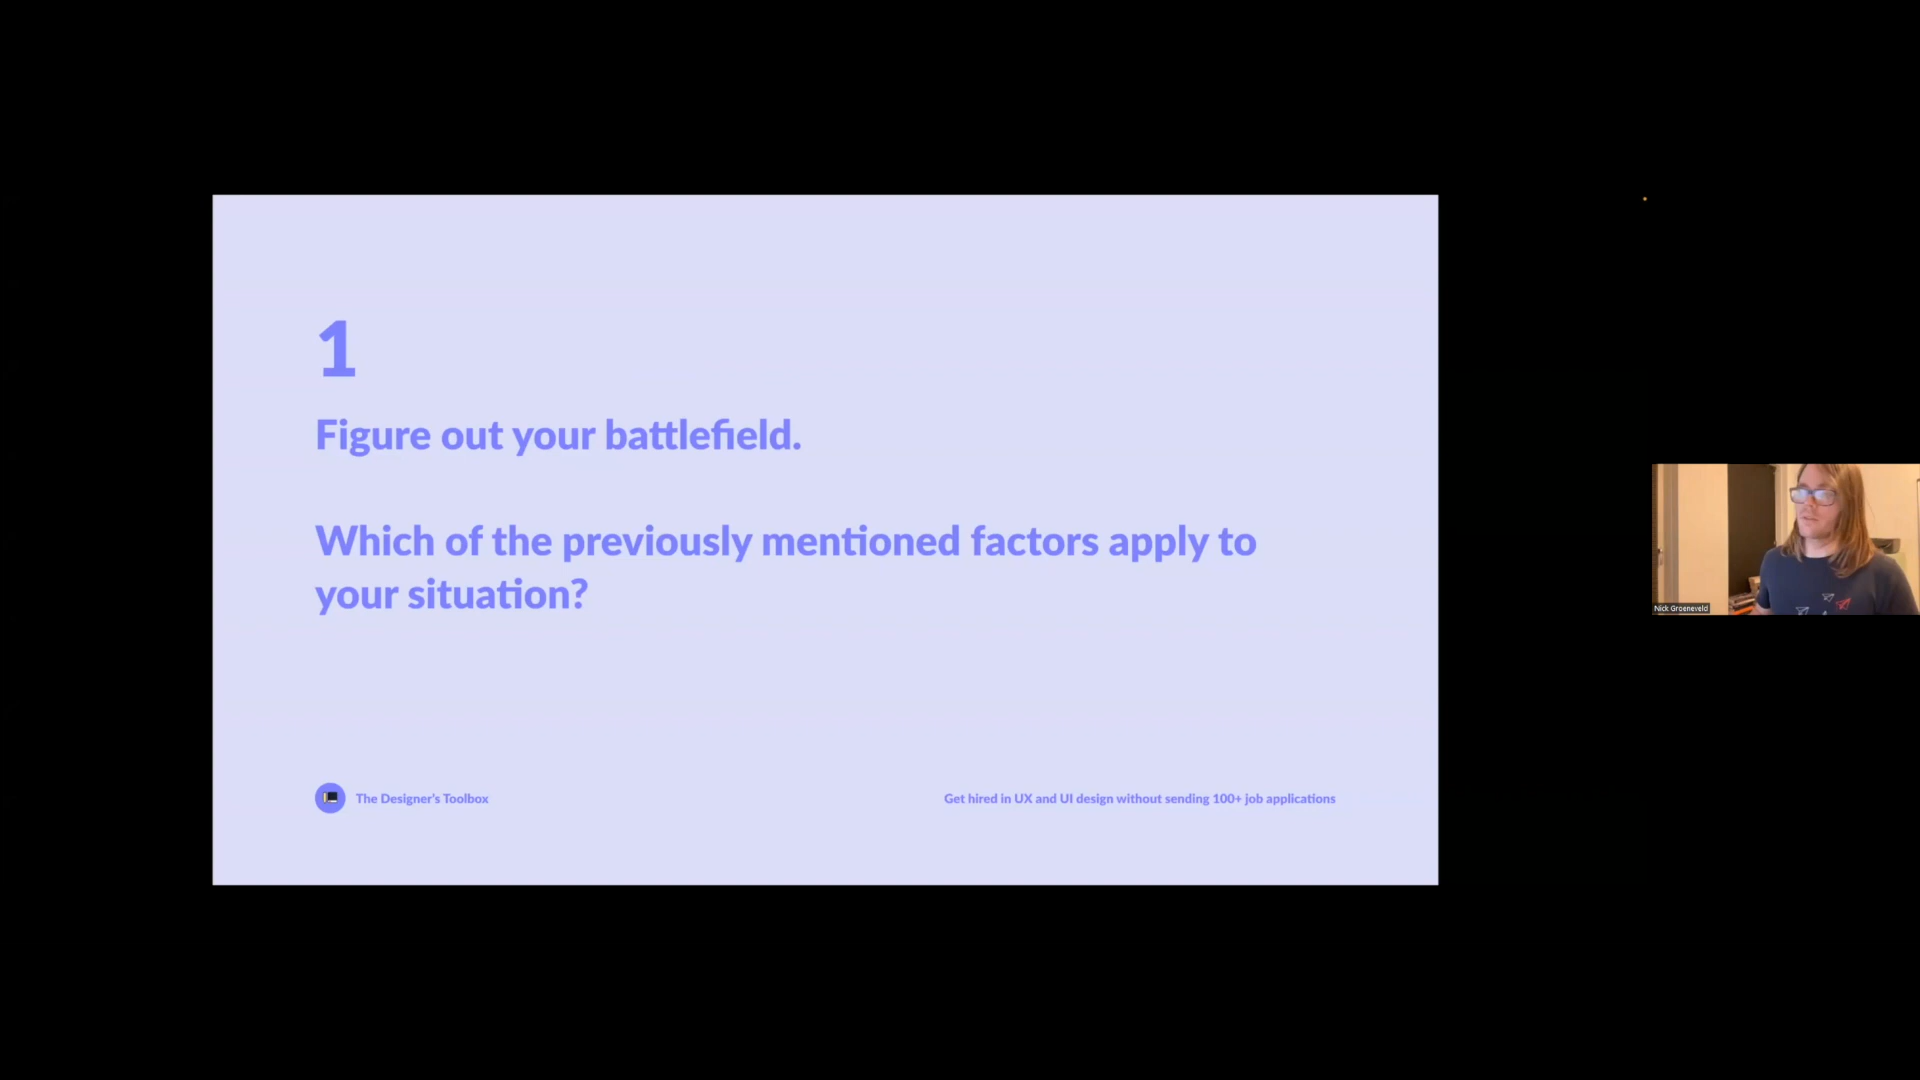 1
Figure out your battlefield.
Which of the previously mentioned factors apply to
your situation?
The Designer's Toolbox
Get hired in UX and UI design without sending 100+ job applications
Nick Groeneveld